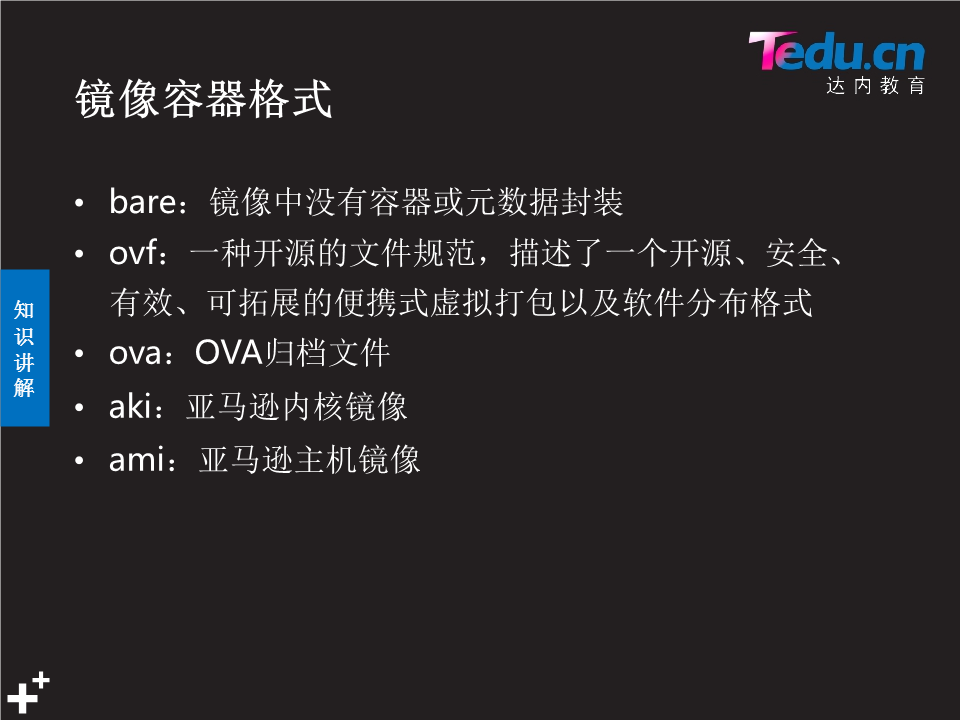 Tedu.cn
达内教育
镜像容器格式
• bare：镜像中没有容器或元数据封装
• ovf：一种开源的文件规范，描述了一个开源、安全、
有效、可拓展的便携式虚拟打包以及软件分布格式
• ova：OVA归档文件
• aki：亚马逊内核镜像
• ami：亚马逊主机镜像
知
识
讲
解